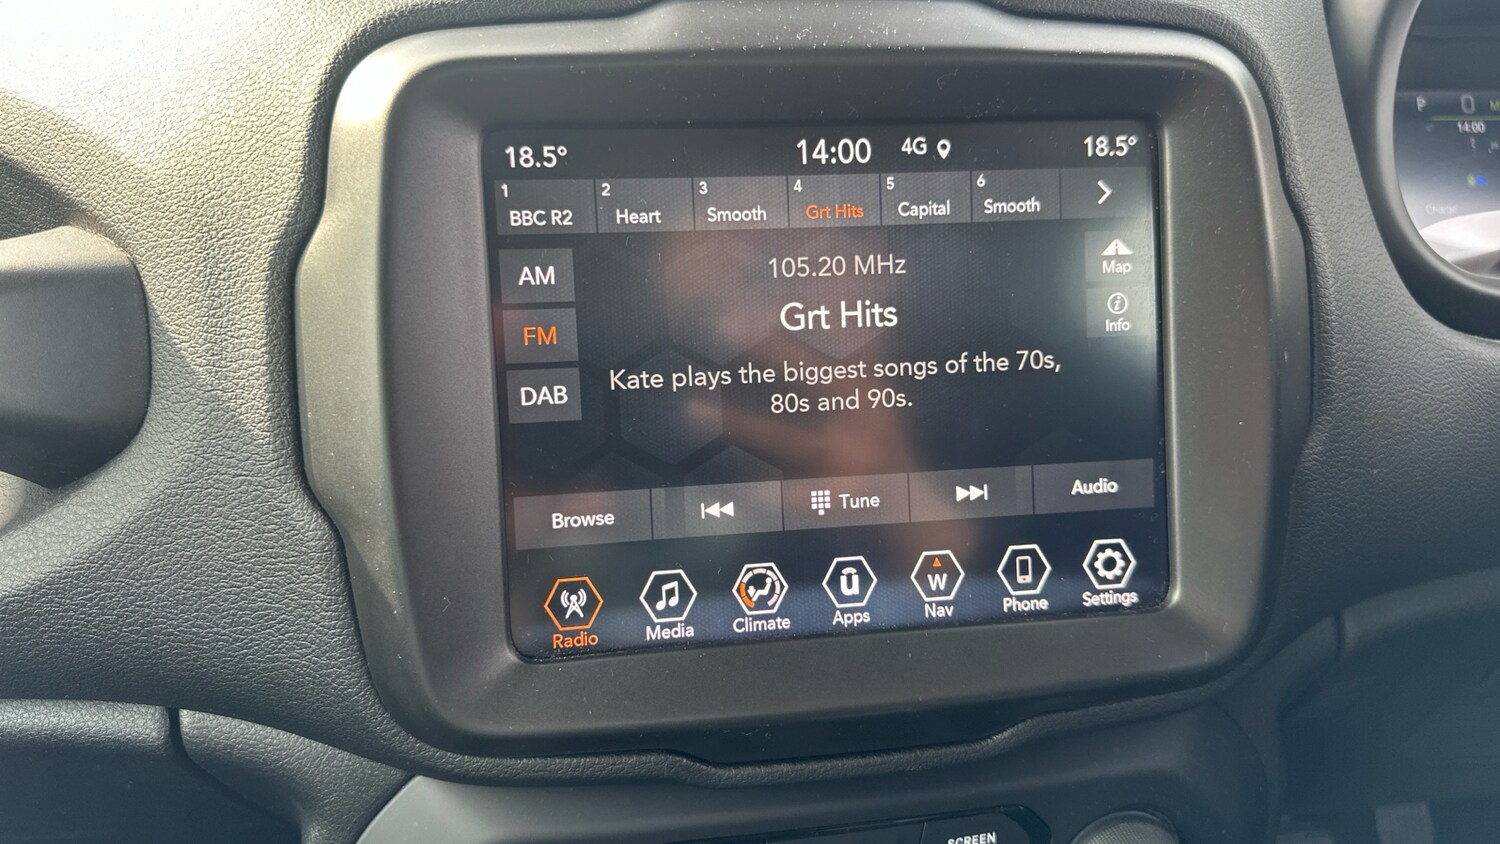 18.5° 14:00 4G 18.5°
1 2 3 4 5 6
BBC R2 Heart Smooth Grt Hits Capital Smooth
AM
FM
DAB
105.20 MHz
Grt Hits
Kate plays the biggest songs of the 70s,
80s and 90s.
Map
Info
Browse Tune Audio
Radio Media Climate Apps Nav Phone Settings
SCREEN
P
14:00